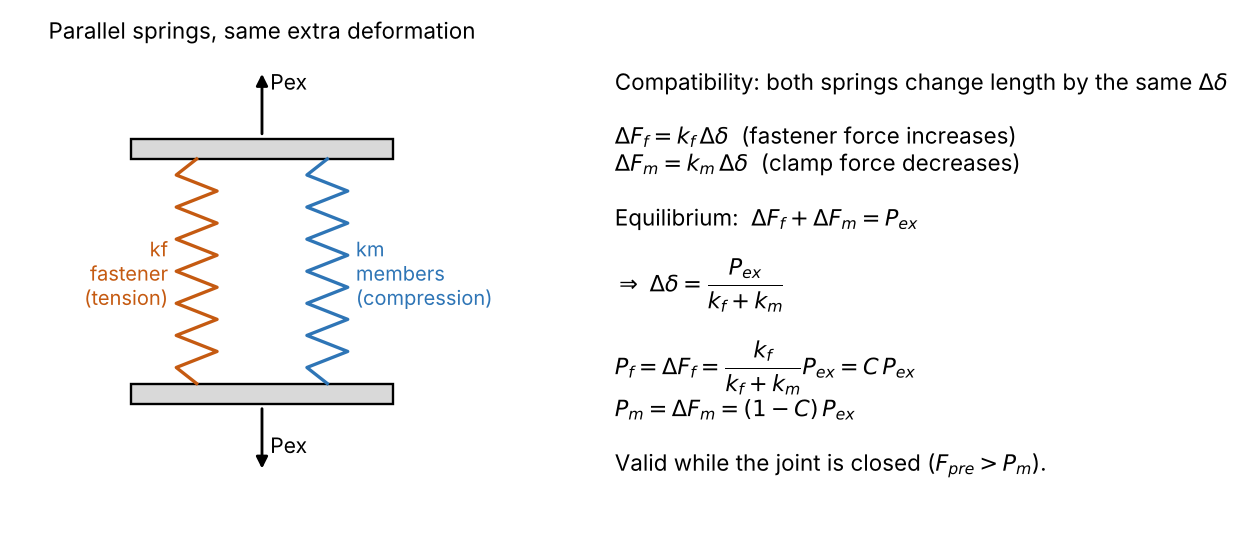 Parallel springs, same extra deformation
Pex
kf
fastener
(tension)
km
members
(compression)
Pex
Compatibility: both springs change length by the same Δδ
ΔF_f = k_f Δδ (fastener force increases)
ΔF_m = k_m Δδ (clamp force decreases)
Equilibrium: ΔF_f + ΔF_m = P_ex
⇒ Δδ = P_ex / (k_f + k_m)
P_f = ΔF_f = k_f / (k_f + k_m) P_ex = C P_ex
P_m = ΔF_m = (1 − C) P_ex
Valid while the joint is closed (F_pre > P_m).